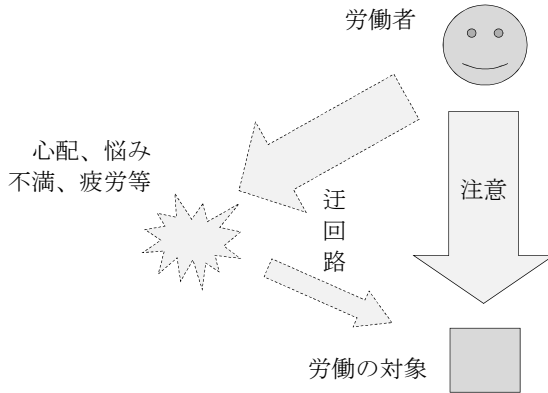 労働者
心配、悩み
不満、疲労等
注意
迂回路
労働の対象